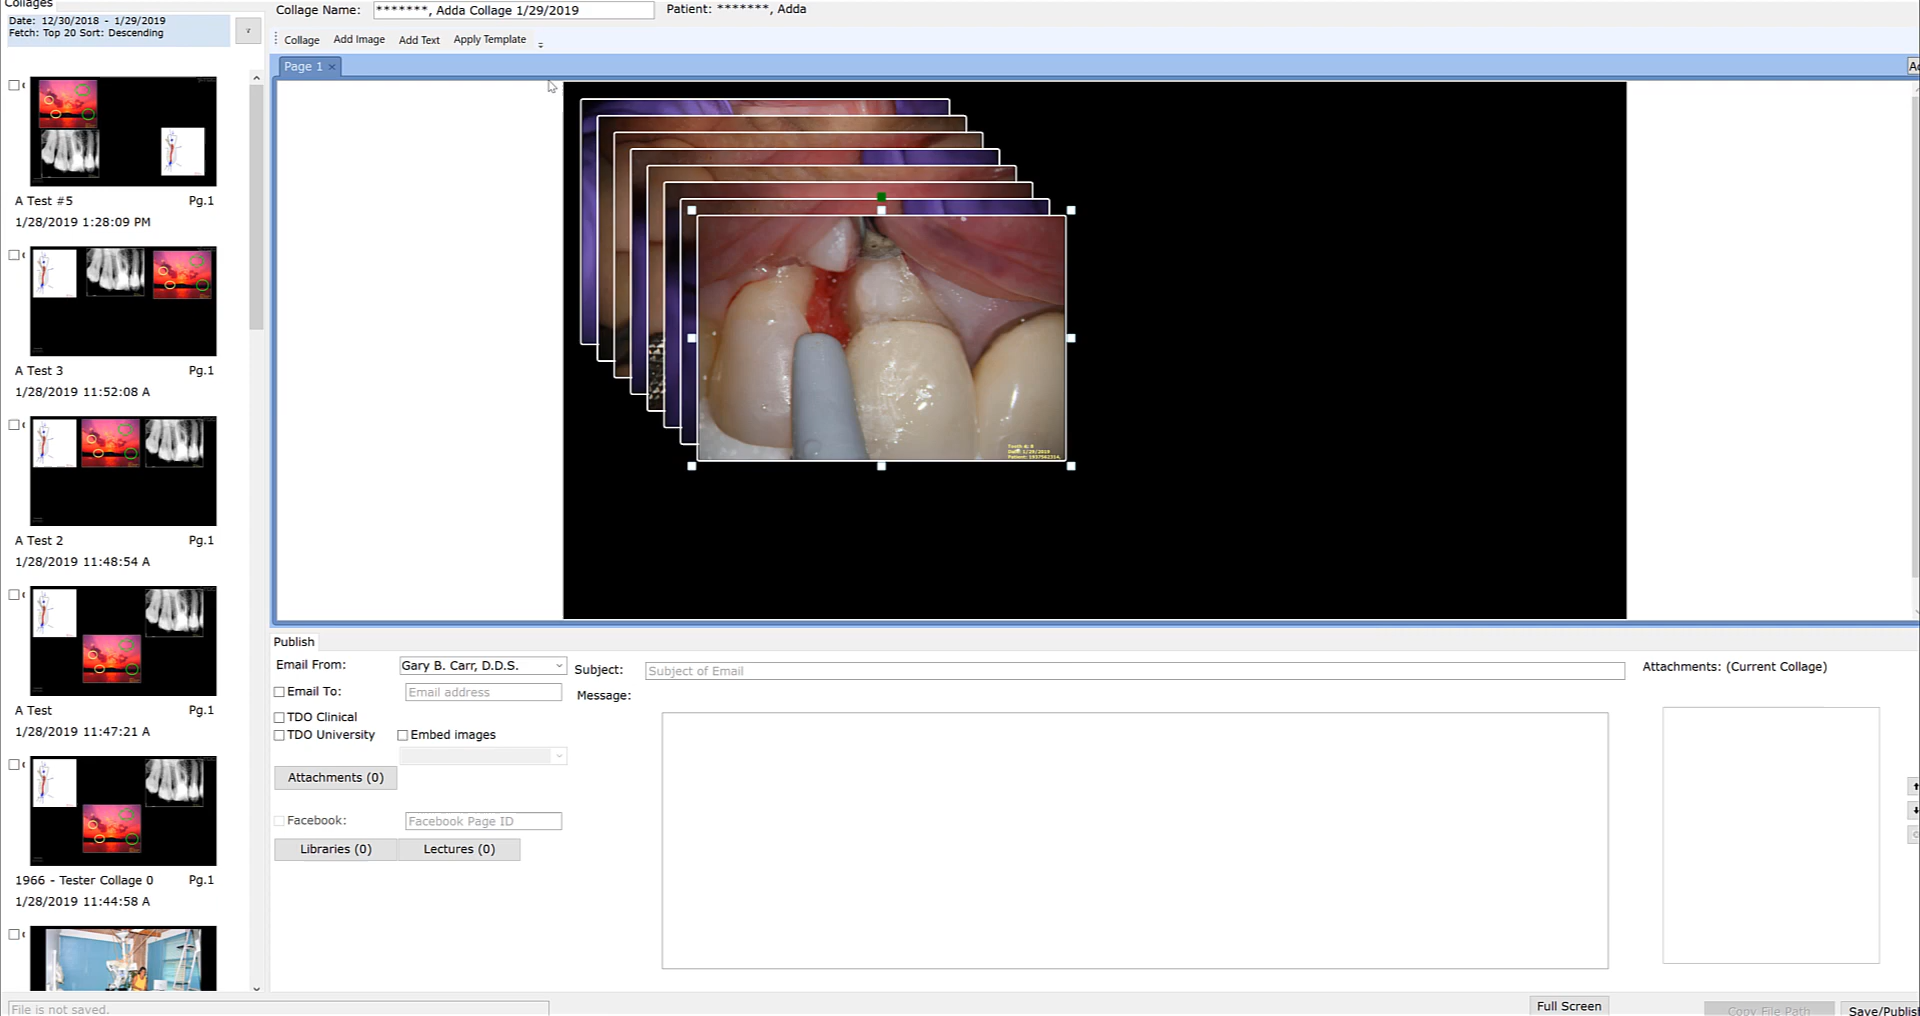 Collages
Date: 12/30/2018 - 1/29/2019
Fetch: Top 20 Sort: Descending
A Test #5 Pg.1
1/28/2019 1:28:09 PM
A Test 3 Pg.1
1/28/2019 11:52:08 A
A Test 2 Pg.1
1/28/2019 11:48:54 A
A Test Pg.1
1/28/2019 11:47:21 A
1966 - Tester Collage 0 Pg.1
1/28/2019 11:44:58 A
File is not saved.
Collage Name: *******, Adda Collage 1/29/2019 Patient: *******, Adda
Collage Add Image Add Text Apply Template
Page 1 ×
Publish
Email From: Gary B. Carr, D.D.S. Subject: Subject of Email Attachments: (Current Collage)
Email To: Email address Message:
TDO Clinical
TDO University Embed images
Attachments (0)
Facebook: Facebook Page ID
Libraries (0) Lectures (0)
Full Screen Copy File Path Save/Publish